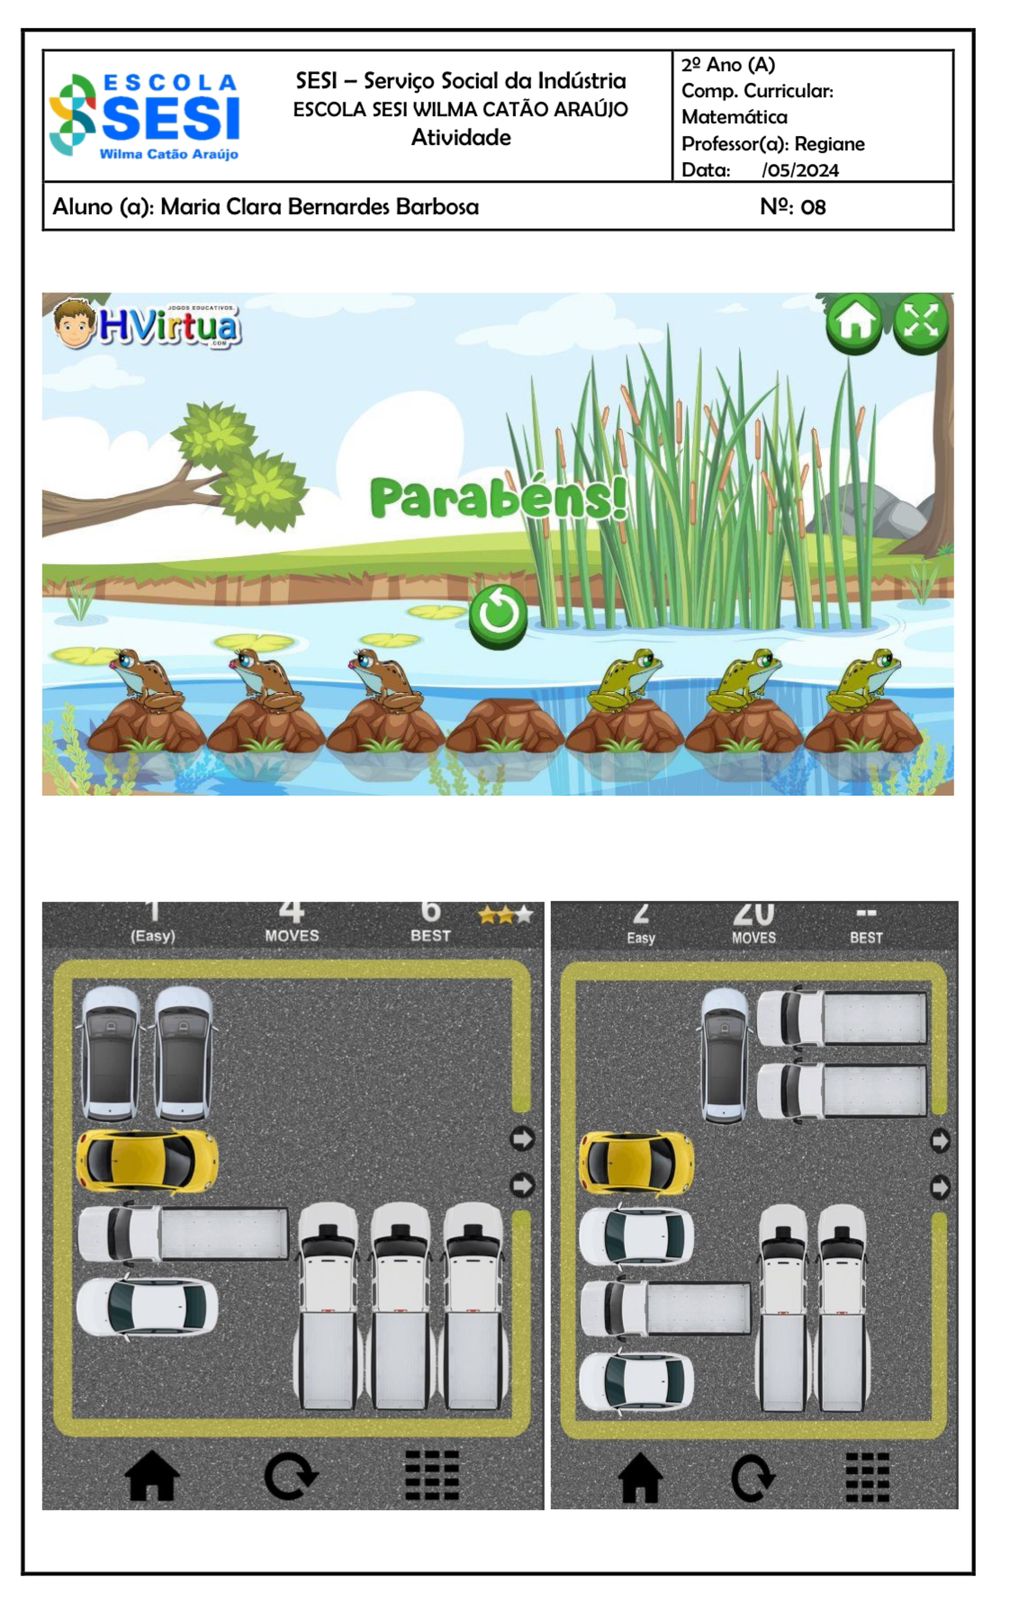 ESCOLA
SESI
Wilma Catão Araújo
SESI – Serviço Social da Indústria
ESCOLA SESI WILMA CATÃO ARAÚJO
Atividade
2º Ano (A)
Comp. Curricular:
Matemática
Professor(a): Regiane
Data: /05/2024
Aluno (a): Maria Clara Bernardes Barbosa Nº: 08
JOGOS EDUCATIVOS.
HVirtua
.COM
Parabéns!
1 4 6
(Easy) MOVES BEST
2 20 --
Easy MOVES BEST